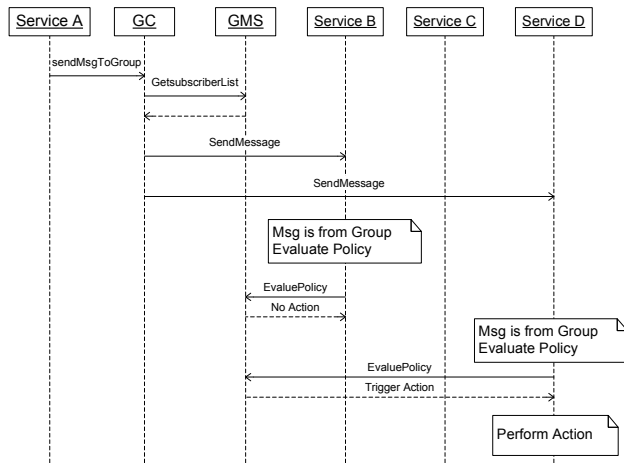 Service A
GC
GMS
Service B
Service C
Service D
sendMsgToGroup
GetsubscriberList
SendMessage
SendMessage
Msg is from Group
Evaluate Policy
EvaluePolicy
No Action
Msg is from Group
Evaluate Policy
EvaluePolicy
Trigger Action
Perform Action